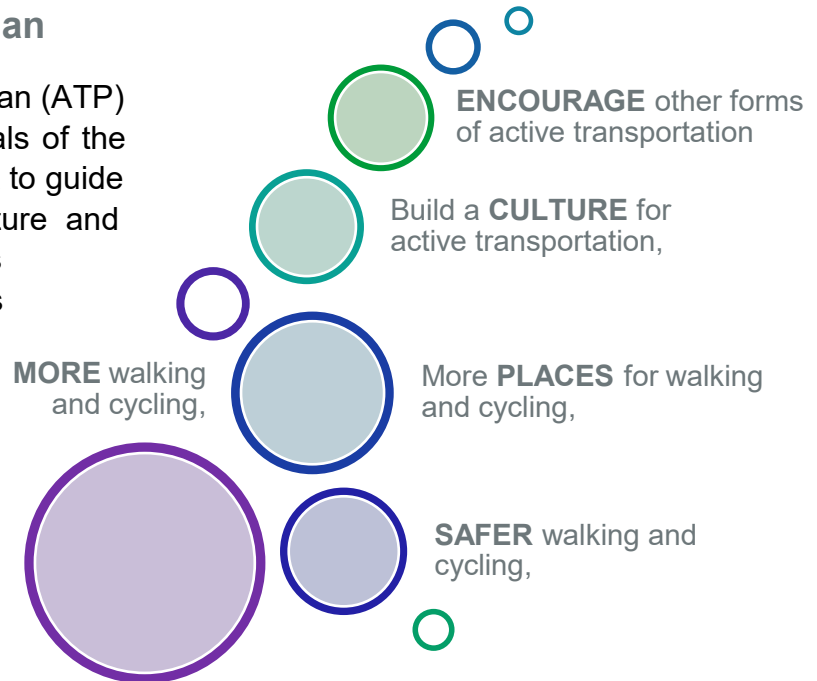 lan
an (ATP)
als of the
to guide
ture and
s
s
ENCOURAGE other forms
of active transportation
Build a CULTURE for
active transportation,
MORE walking
and cycling,
More PLACES for walking
and cycling,
SAFER walking and
cycling,